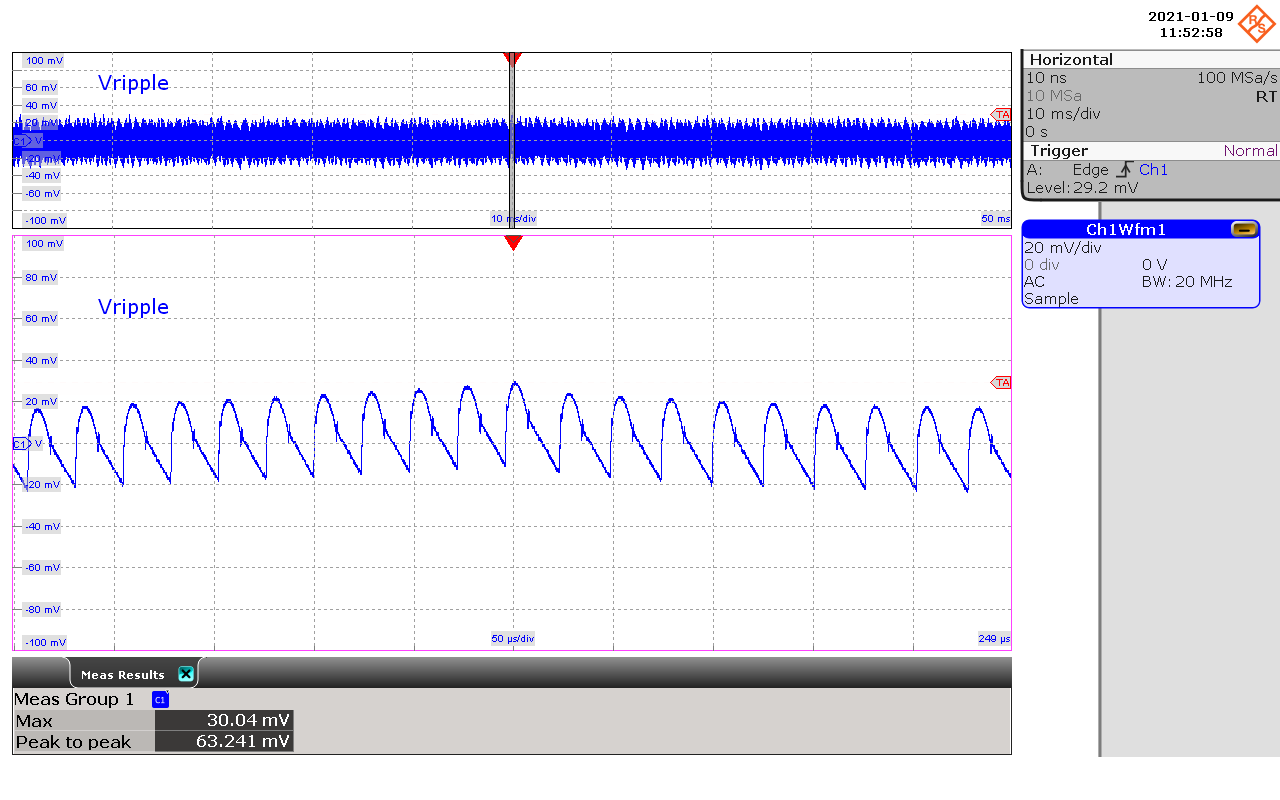 2021-01-09
11:52:58
R&S
Horizontal
10 ns 100 MSa/s
10 MSa RT
10 ms/div
0 s
Trigger Normal
A: Edge Ch1
Level: 29.2 mV
Ch1Wfm1
20 mV/div
0 div 0 V
AC BW: 20 MHz
Sample
100 mV
Vripple
60 mV
40 mV
20 mV
TA
C1 V
-20 mV
-40 mV
-60 mV
-100 mV
10 ms/div
50 ms
100 mV
80 mV
Vripple
60 mV
40 mV
TA
20 mV
C1 V
-20 mV
-40 mV
-60 mV
-80 mV
-100 mV
50 µs/div
249 µs
Meas Results
Meas Group 1 C1
Max 30.04 mV
Peak to peak 63.241 mV